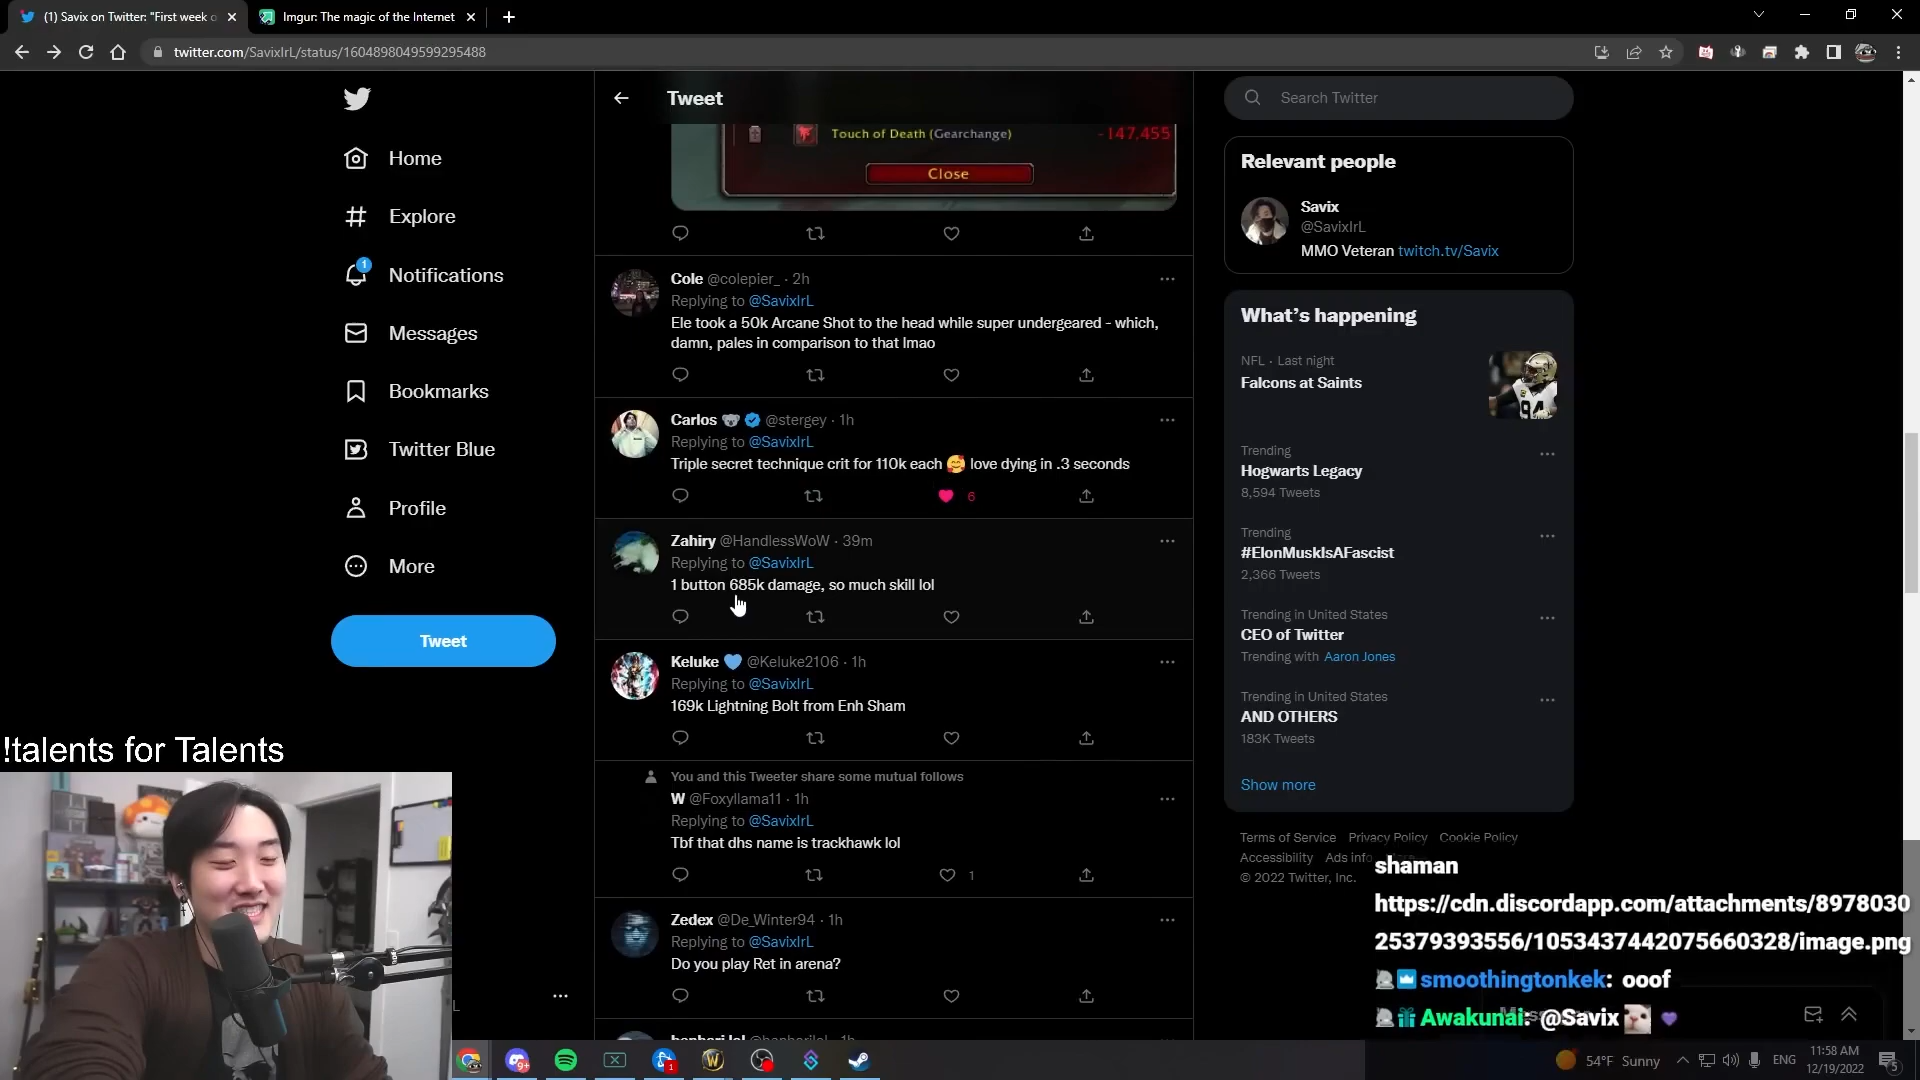 (1) Savix on Twitter: "First week o
Imgur: The magic of the Internet
twitter.com/SavixIrL/status/1604898049599295488
Home
Explore
1
Notifications
Messages
Bookmarks
Twitter Blue
Profile
More
Tweet
Tweet
Touch of Death (Gearchange)
-147,455
Close
Cole @colepier_ · 2h
Replying to @SavixIrL
Ele took a 50k Arcane Shot to the head while super undergeared - which,
damn, pales in comparison to that lmao
Carlos @stergey · 1h
Replying to @SavixIrL
Triple secret technique crit for 110k each 🥰 love dying in .3 seconds
6
Zahiry @HandlessWoW · 39m
Replying to @SavixIrL
1 button 685k damage, so much skill lol
Keluke 💙 @Keluke2106 · 1h
Replying to @SavixIrL
169k Lightning Bolt from Enh Sham
You and this Tweeter share some mutual follows
W @Foxyllama11 · 1h
Replying to @SavixIrL
Tbf that dhs name is trackhawk lol
1
Zedex @De_Winter94 · 1h
Replying to @SavixIrL
Do you play Ret in arena?
Search Twitter
Relevant people
Savix
@SavixIrL
MMO Veteran twitch.tv/Savix
What's happening
NFL · Last night
Falcons at Saints
94
Trending
Hogwarts Legacy
8,594 Tweets
Trending
#ElonMuskIsAFascist
2,366 Tweets
Trending in United States
CEO of Twitter
Trending with Aaron Jones
Trending in United States
AND OTHERS
183K Tweets
Show more
Terms of Service Privacy Policy Cookie Policy
Accessibility Ads info
© 2022 Twitter, Inc.
!talents for Talents
shaman
https://cdn.discordapp.com/attachments/8978030
25379393556/1053437442075660328/image.png
smoothingtonkek: ooof
Awakunai: @Savix
9+
1
54°F Sunny
ENG
11:58 AM
12/19/2022
5